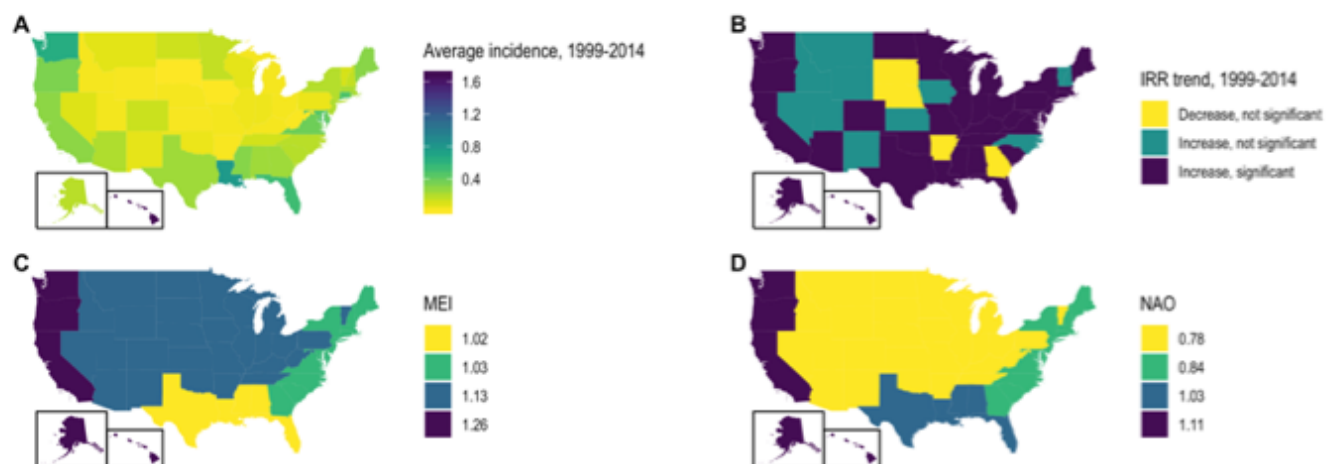 A
Average incidence, 1999-2014
1.6
1.2
0.8
0.4
B
IRR trend, 1999-2014
Decrease, not significant
Increase, not significant
Increase, significant
C
MEI
1.02
1.03
1.13
1.26
D
NAO
0.78
0.84
1.03
1.11